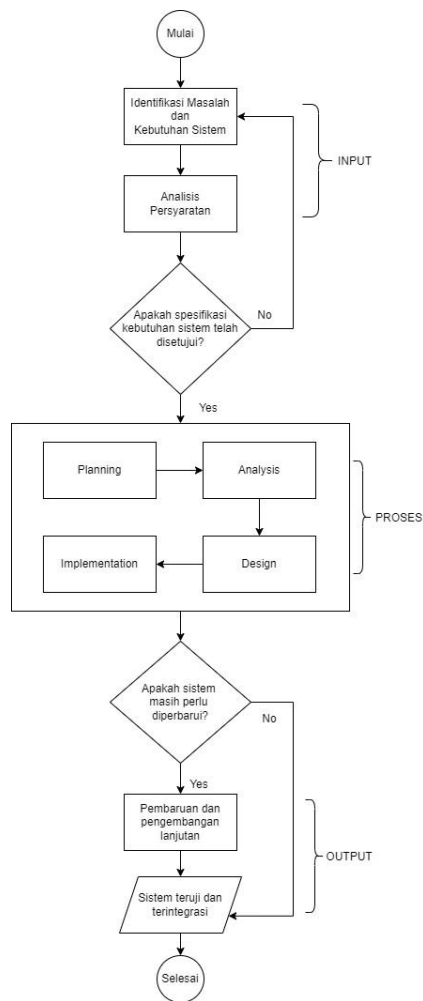 Mulai
Identifikasi Masalah
dan
Kebutuhan Sistem
INPUT
Analisis
Persyaratan
Apakah spesifikasi
kebutuhan sistem telah
disetujui?
No
Yes
Planning
Analysis
PROSES
Implementation
Design
Apakah sistem
masih perlu
diperbarui?
No
Yes
Pembaruan dan
pengembangan
lanjutan
OUTPUT
Sistem teruji dan
terintegrasi
Selesai